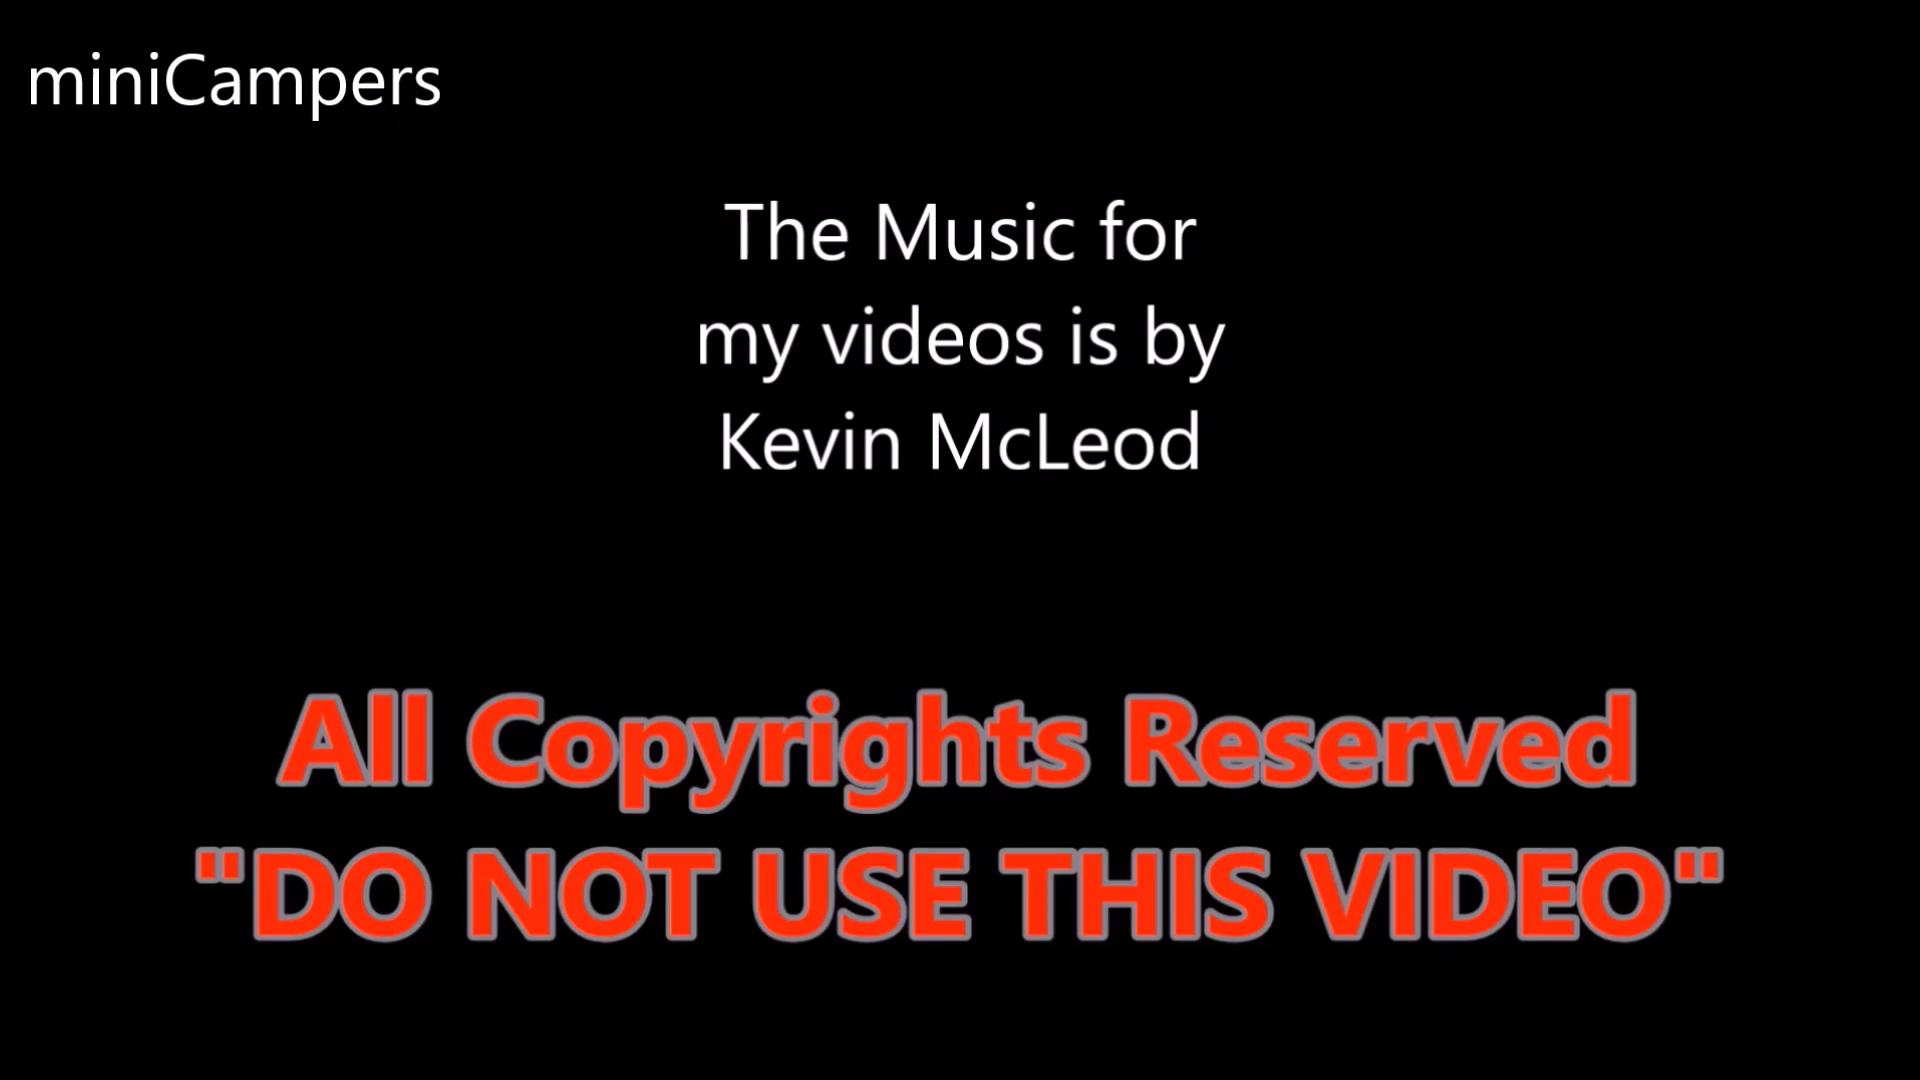 miniCampers
The Music for
my videos is by
Kevin McLeod
All Copyrights Reserved
"DO NOT USE THIS VIDEO"